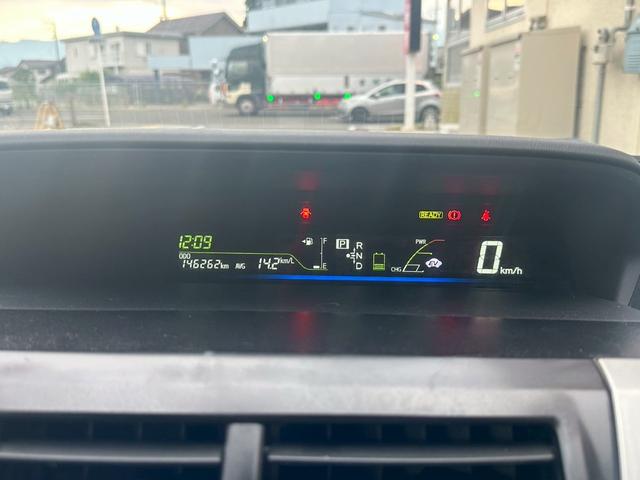 READY
12:09
F
P
R
N
D
PWR
0 km/h
ODO
146262km AVG 14.2km/L
E
CHG
EV